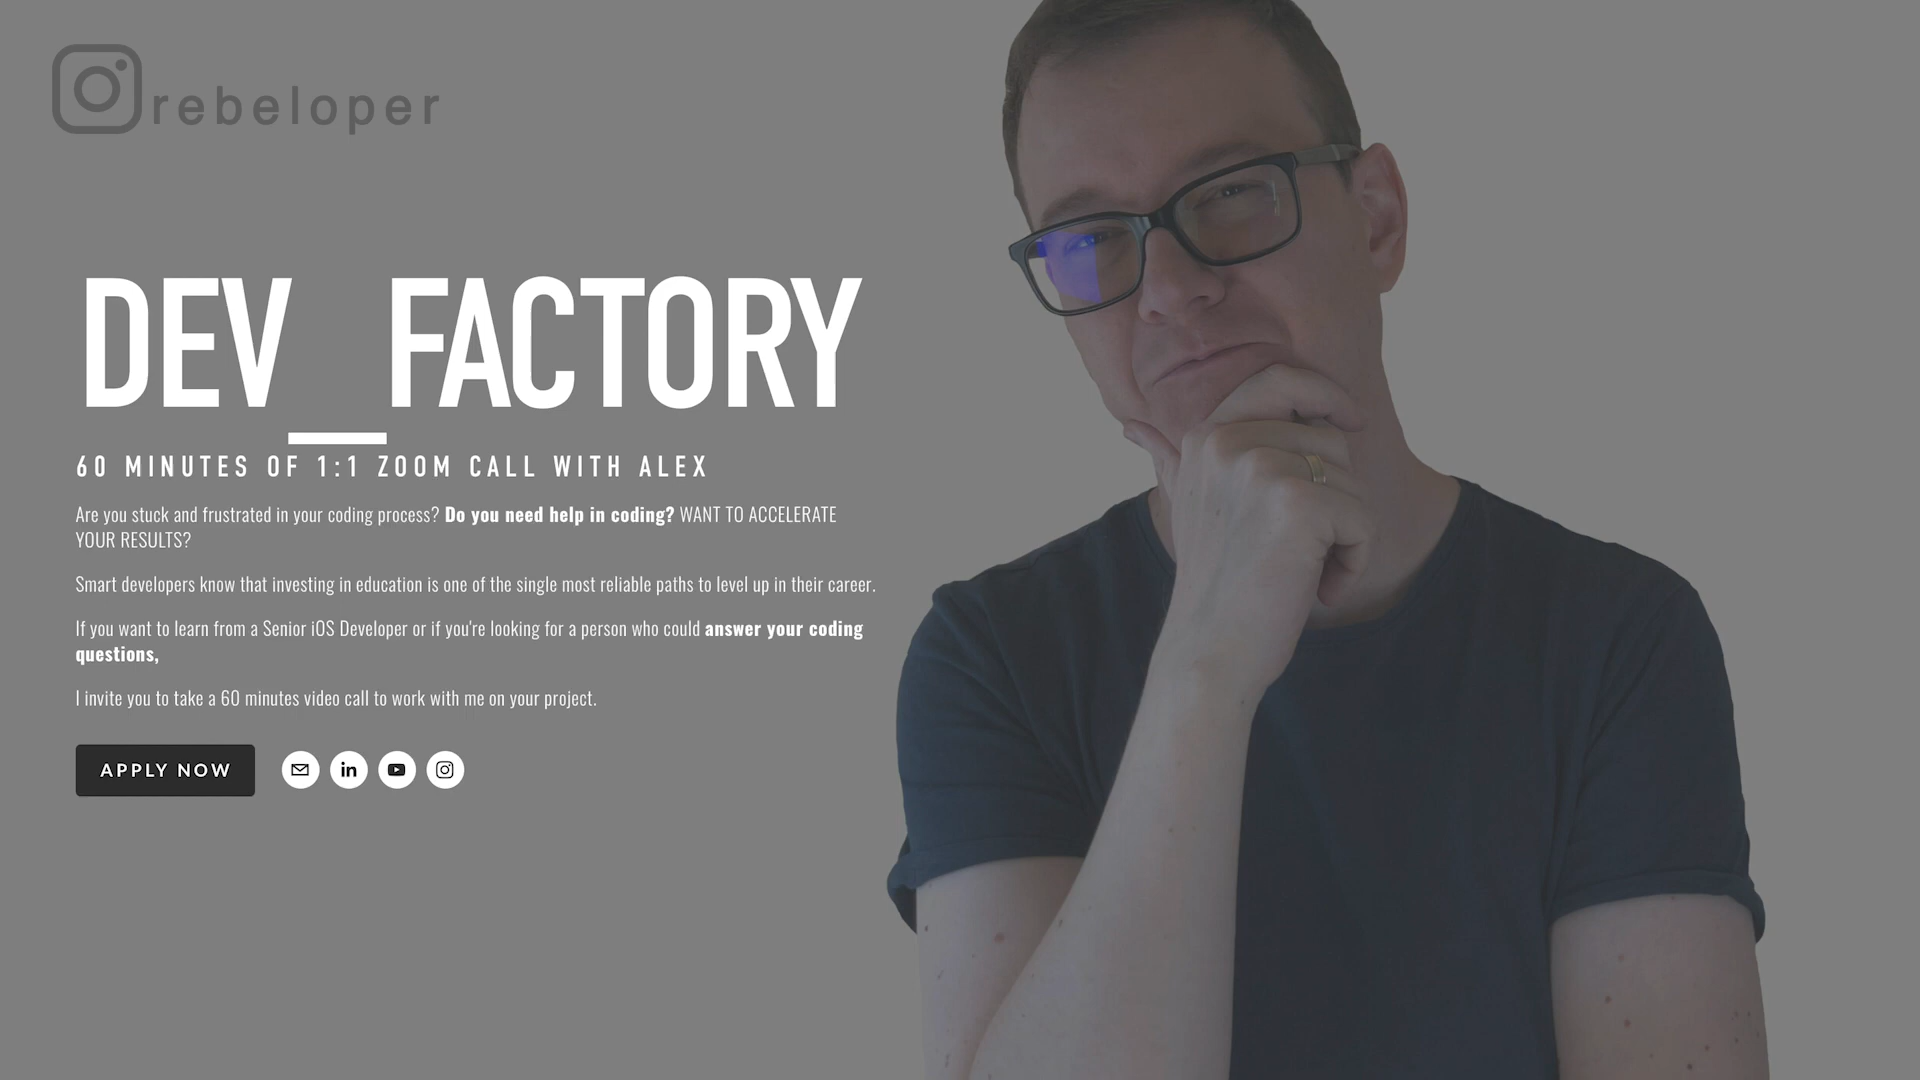 rebeloper
DEV_FACTORY
60 MINUTES OF 1:1 ZOOM CALL WITH ALEX
Are you stuck and frustrated in your coding process? Do you need help in coding? WANT TO ACCELERATE
YOUR RESULTS?
Smart developers know that investing in education is one of the single most reliable paths to level up in their career.
If you want to learn from a Senior iOS Developer or if you're looking for a person who could answer your coding
questions,
I invite you to take a 60 minutes video call to work with me on your project.
APPLY NOW
in